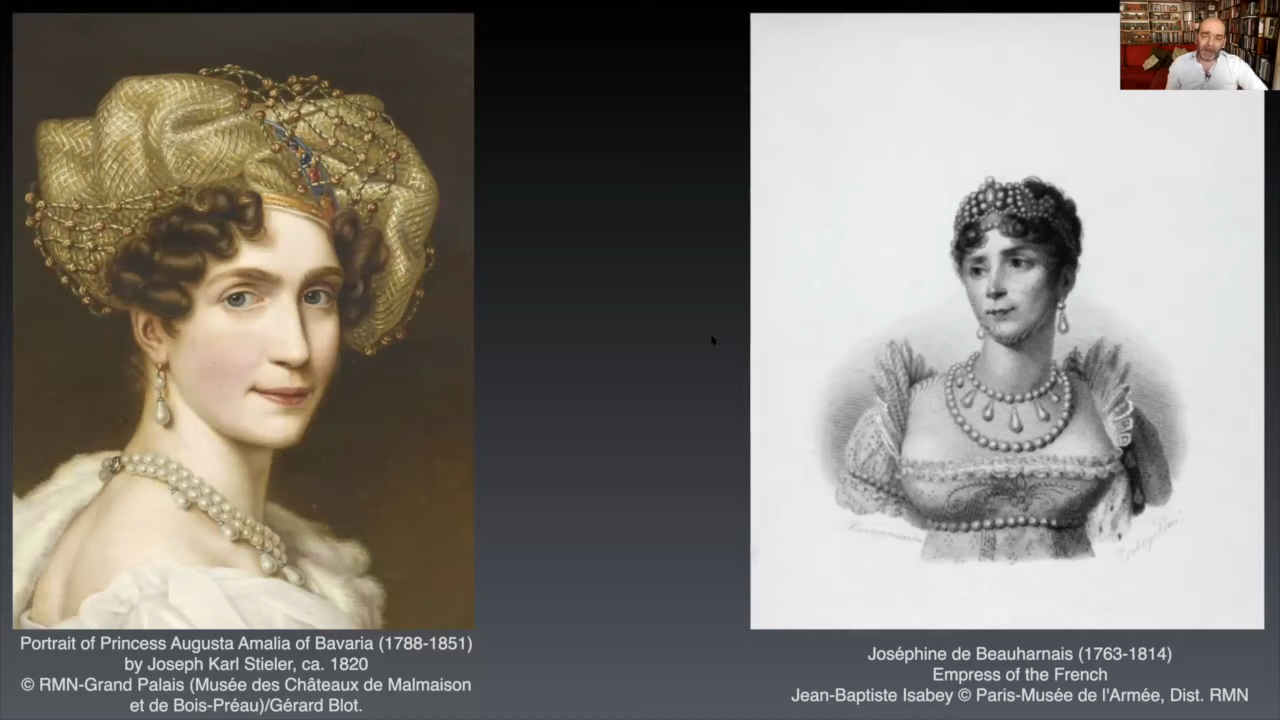 Portrait of Princess Augusta Amalia of Bavaria (1788-1851)
by Joseph Karl Stieler, ca. 1820
© RMN-Grand Palais (Musée des Châteaux de Malmaison
et de Bois-Préau)/Gérard Blot.
Joséphine de Beauharnais (1763-1814)
Empress of the French
Jean-Baptiste Isabey © Paris-Musée de l'Armée, Dist. RMN